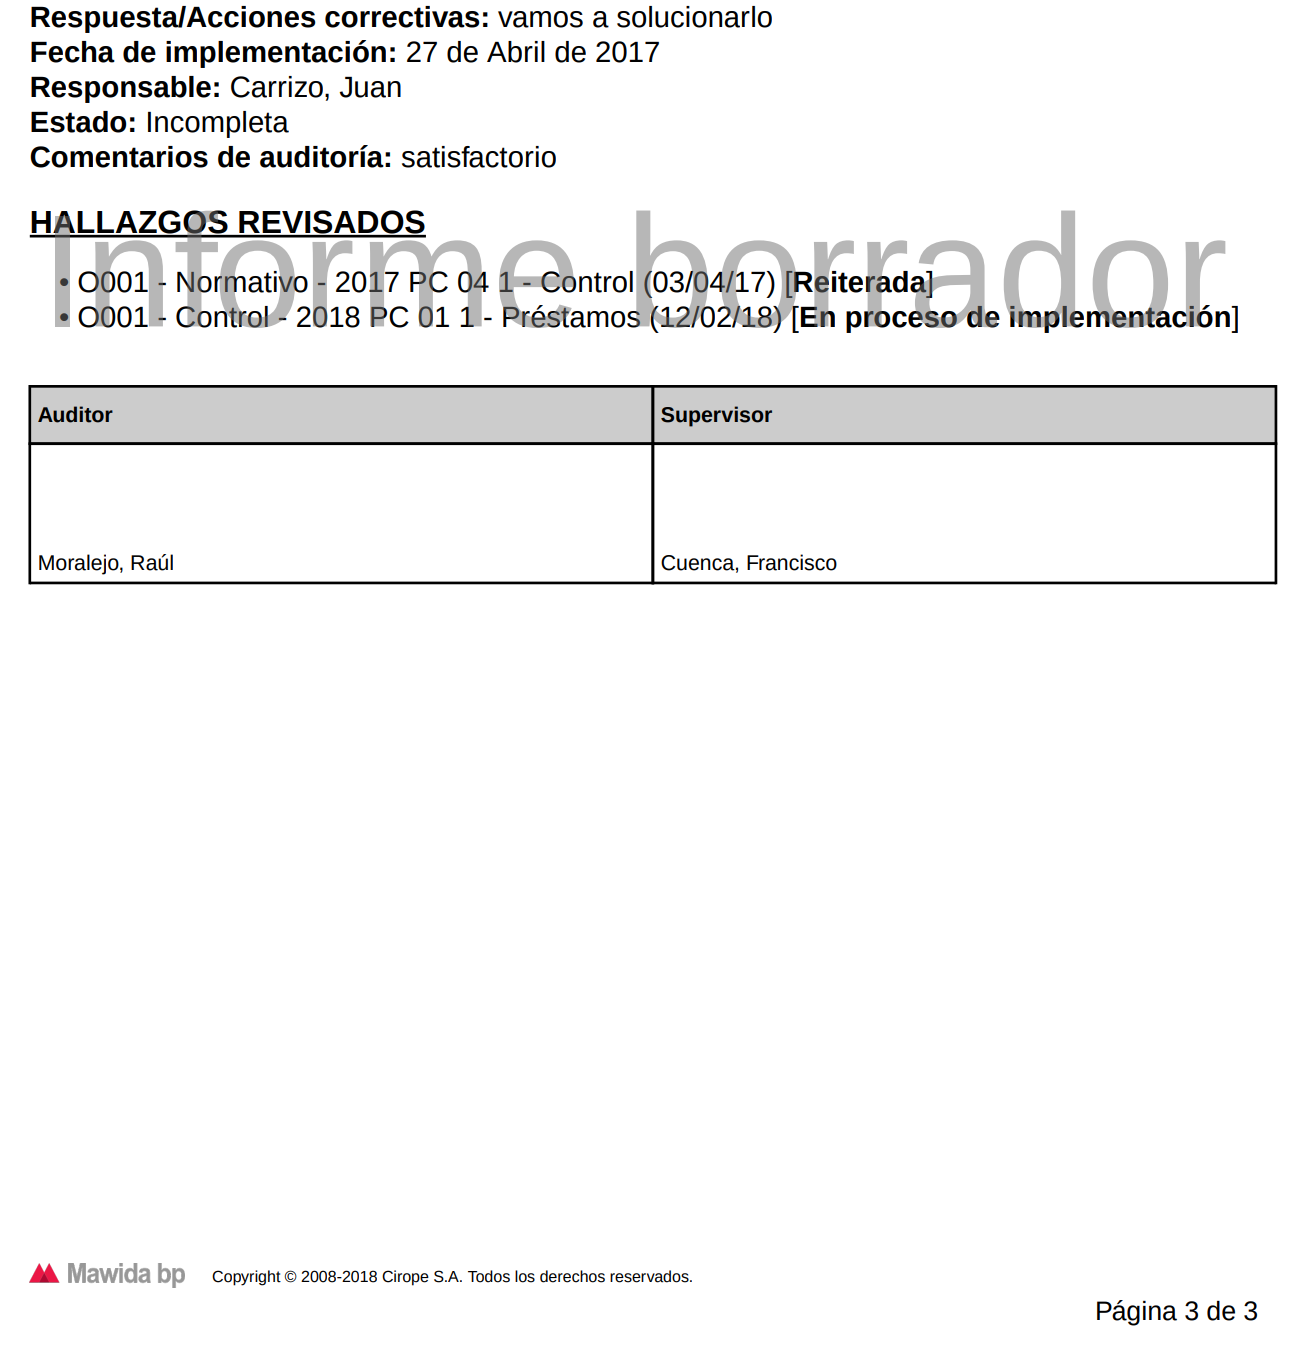 Respuesta/Acciones correctivas: vamos a solucionarlo
Fecha de implementación: 27 de Abril de 2017
Responsable: Carrizo, Juan
Estado: Incompleta
Comentarios de auditoría: satisfactorio
HALLAZGOS REVISADOS
Informe borrador
• O001 - Normativo - 2017 PC 04 1 - Control (03/04/17) [Reiterada]
• O001 - Control - 2018 PC 01 1 - Préstamos (12/02/18) [En proceso de implementación]
Auditor Supervisor
Moralejo, Raúl Cuenca, Francisco
Mawida bp Copyright © 2008-2018 Cirope S.A. Todos los derechos reservados.
Página 3 de 3